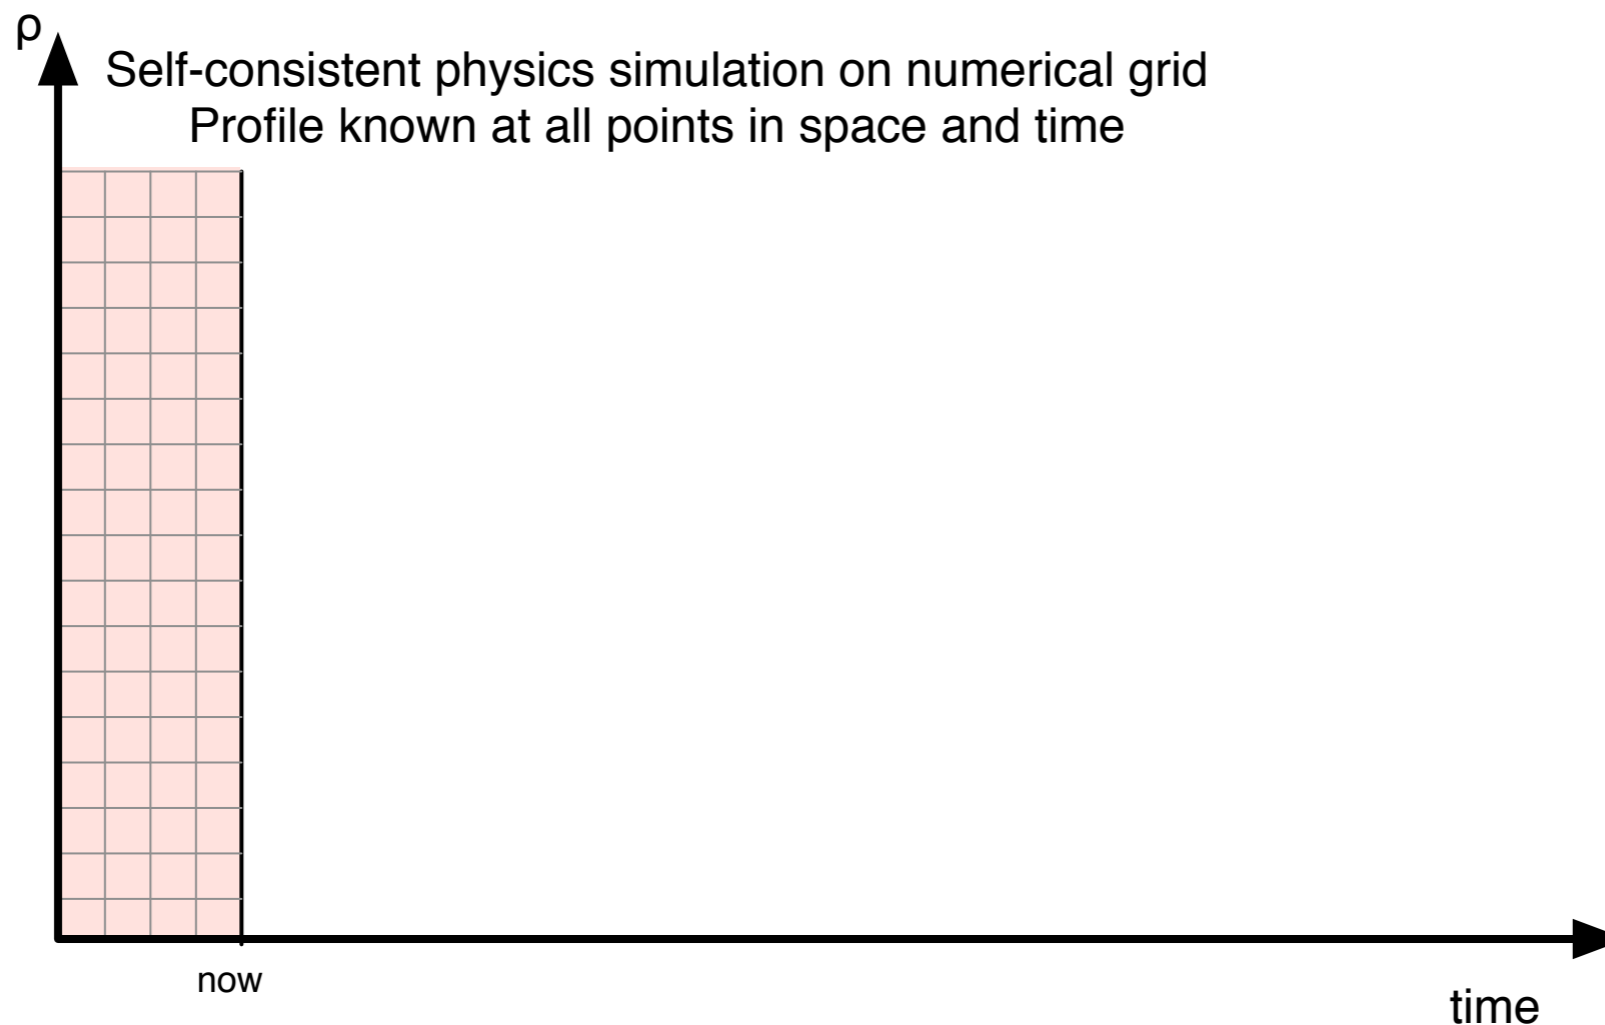 ρ
Self-consistent physics simulation on numerical grid
Profile known at all points in space and time
now
time